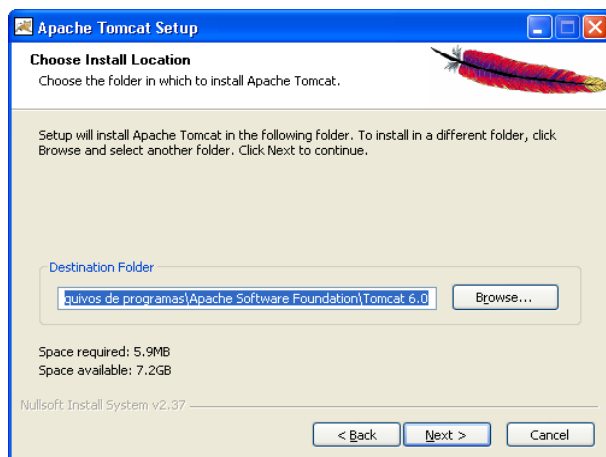 Apache Tomcat Setup
Choose Install Location
Choose the folder in which to install Apache Tomcat.
Setup will install Apache Tomcat in the following folder. To install in a different folder, click
Browse and select another folder. Click Next to continue.
Destination Folder
quivos de programas\Apache Software Foundation\Tomcat 6.0
Browse...
Space required: 5.9MB
Space available: 7.2GB
Nullsoft Install System v2.37
< Back
Next >
Cancel